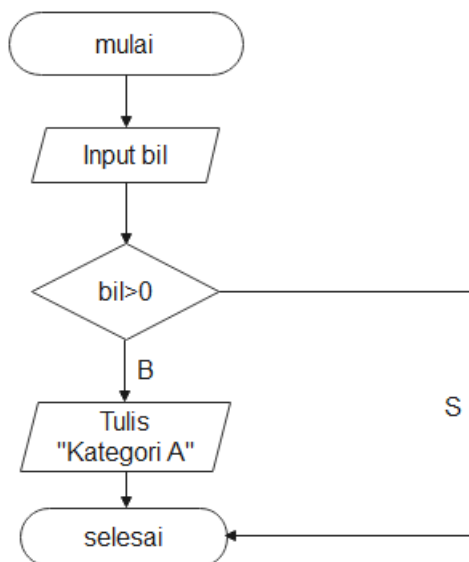 mulai
Input bil
bil>0
B
S
Tulis
"Kategori A"
selesai